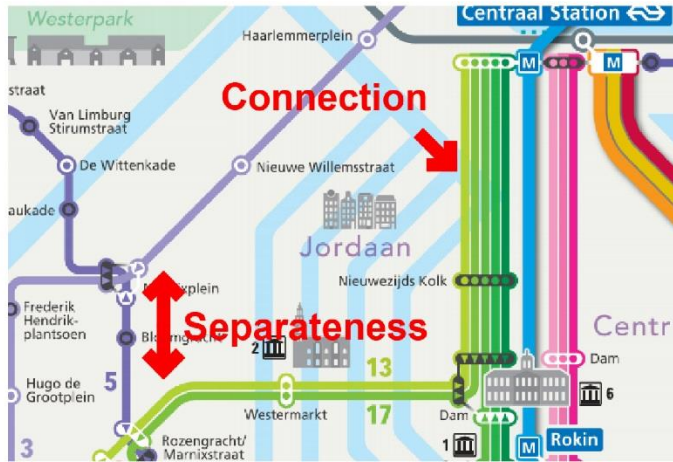 Westerpark
Centraal Station
Haarlemmerplein
M
M
straat
Connection
Van Limburg
Stirumstraat
De Wittenkade
Nieuwe Willemsstraat
aukade
Jordaan
Nieuwezijds Kolk
Frederik
Hendrik-
plantsoen
Separateness
Centr
2
13
Dam
Hugo de
Grootplein
5
6
Westermarkt
17
Dam
3
Rozengracht/
Marnixstraat
1
M
Rokin